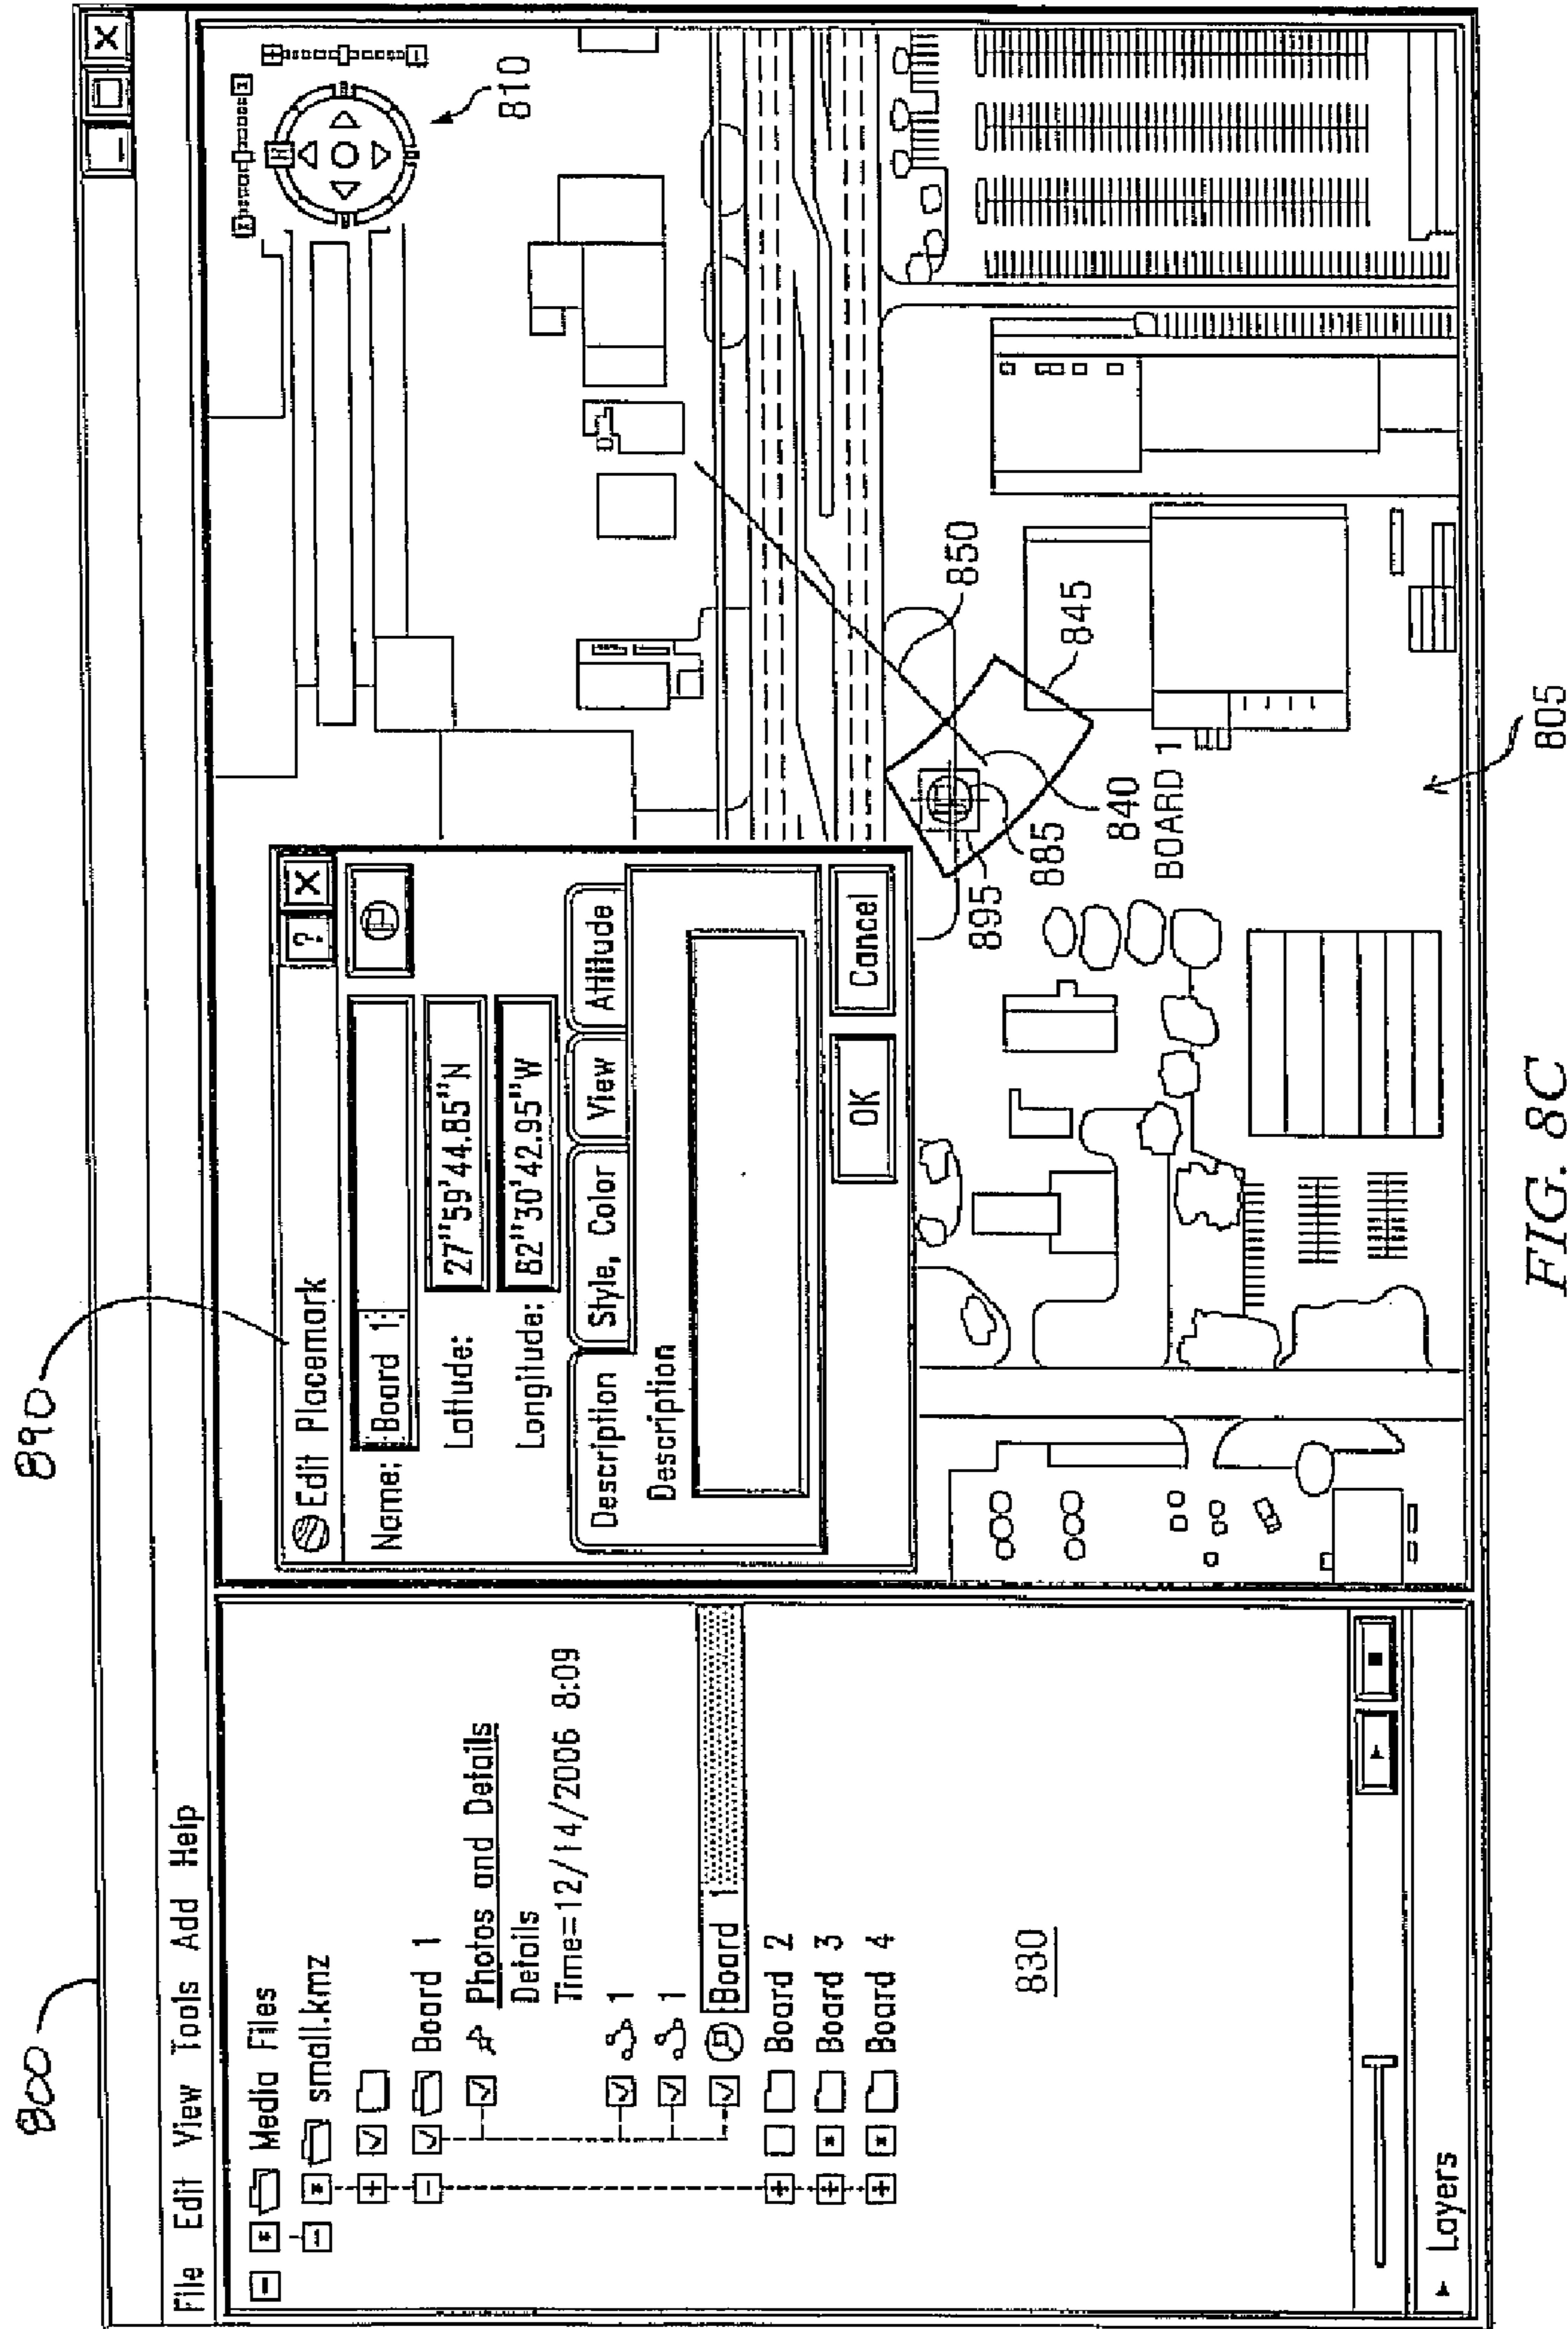 800
890
File Edit View Tools Add Help
Media Files
small.kmz
Board 1
Photos and Details
Details
Time=12/14/2006 8:09
1
1
Board 1
Board 2
Board 3
Board 4
830
Layers
Edit Placemark
?
X
Name: Board 1
Latitude: 27"59'44.85"N
Longitude: 82"30'42.95"W
Description
Style, Color
View
Altitude
Description
OK
Cancel
X
N
810
850
845
840
885
895
BOARD 1
805
FIG. 8C